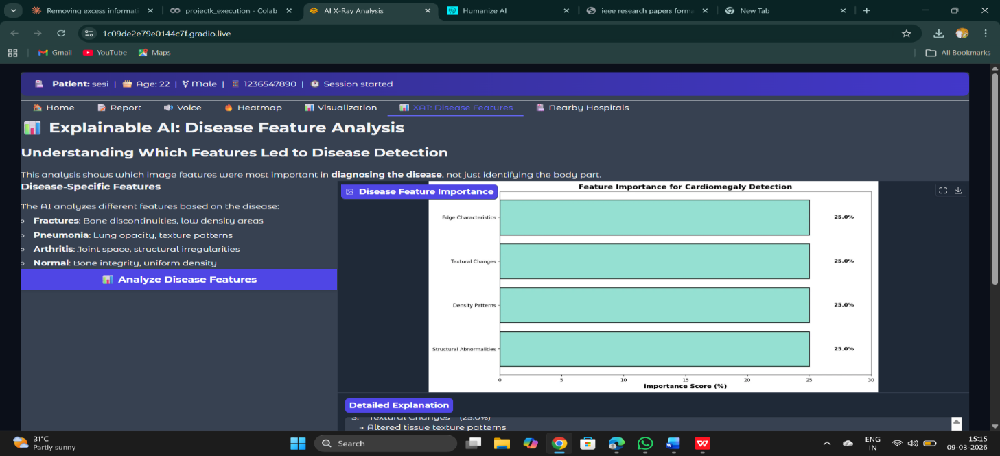 Removing excess informati
projectk_execution - Colab
AI X-Ray Analysis
Humanize AI
ieee research papers forma
New Tab
1c09de2e79e0144c7f.gradio.live
Gmail
YouTube
Maps
All Bookmarks
Patient: sesi | Age: 22 | Male | 1236547890 | Session started
Home
Report
Voice
Heatmap
Visualization
XAI: Disease Features
Nearby Hospitals
Explainable AI: Disease Feature Analysis
Understanding Which Features Led to Disease Detection
This analysis shows which image features were most important in diagnosing the disease, not just identifying the body part.
Disease-Specific Features
The AI analyzes different features based on the disease:
Fractures: Bone discontinuities, low density areas
Pneumonia: Lung opacity, texture patterns
Arthritis: Joint space, structural irregularities
Normal: Bone integrity, uniform density
Analyze Disease Features
Disease Feature Importance
Feature Importance for Cardiomegaly Detection
Edge Characteristics
25.0%
Textural Changes
25.0%
Density Patterns
25.0%
Structural Abnormalities
25.0%
0 5 10 15 20 25 30
Importance Score (%)
Detailed Explanation
3. Textural Changes (25.0%)
→ Altered tissue texture patterns
31°C
Partly sunny
Search
ENG
IN
15:15
09-03-2026